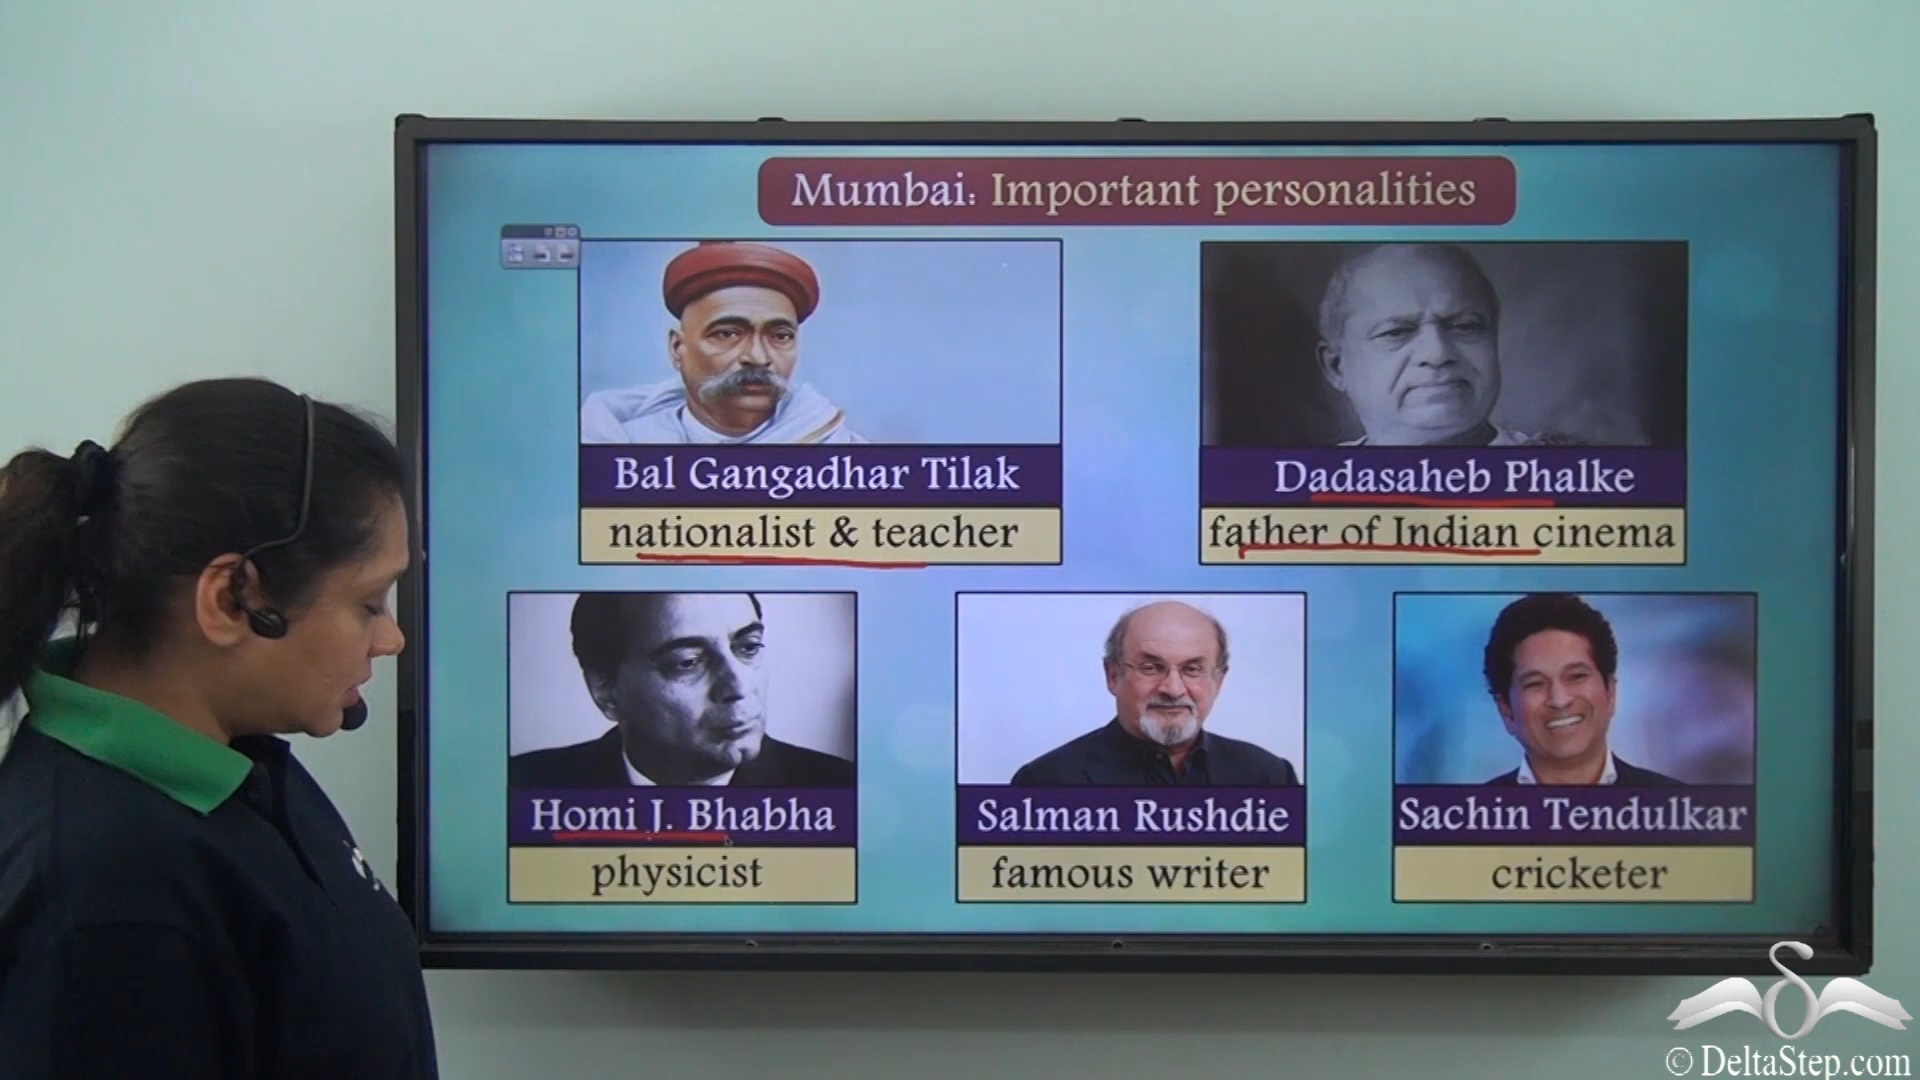 Mumbai: Important personalities
Bal Gangadhar Tilak
nationalist & teacher
Dadasaheb Phalke
father of Indian cinema
Homi J. Bhabha
physicist
Salman Rushdie
famous writer
Sachin Tendulkar
cricketer
© DeltaStep.com